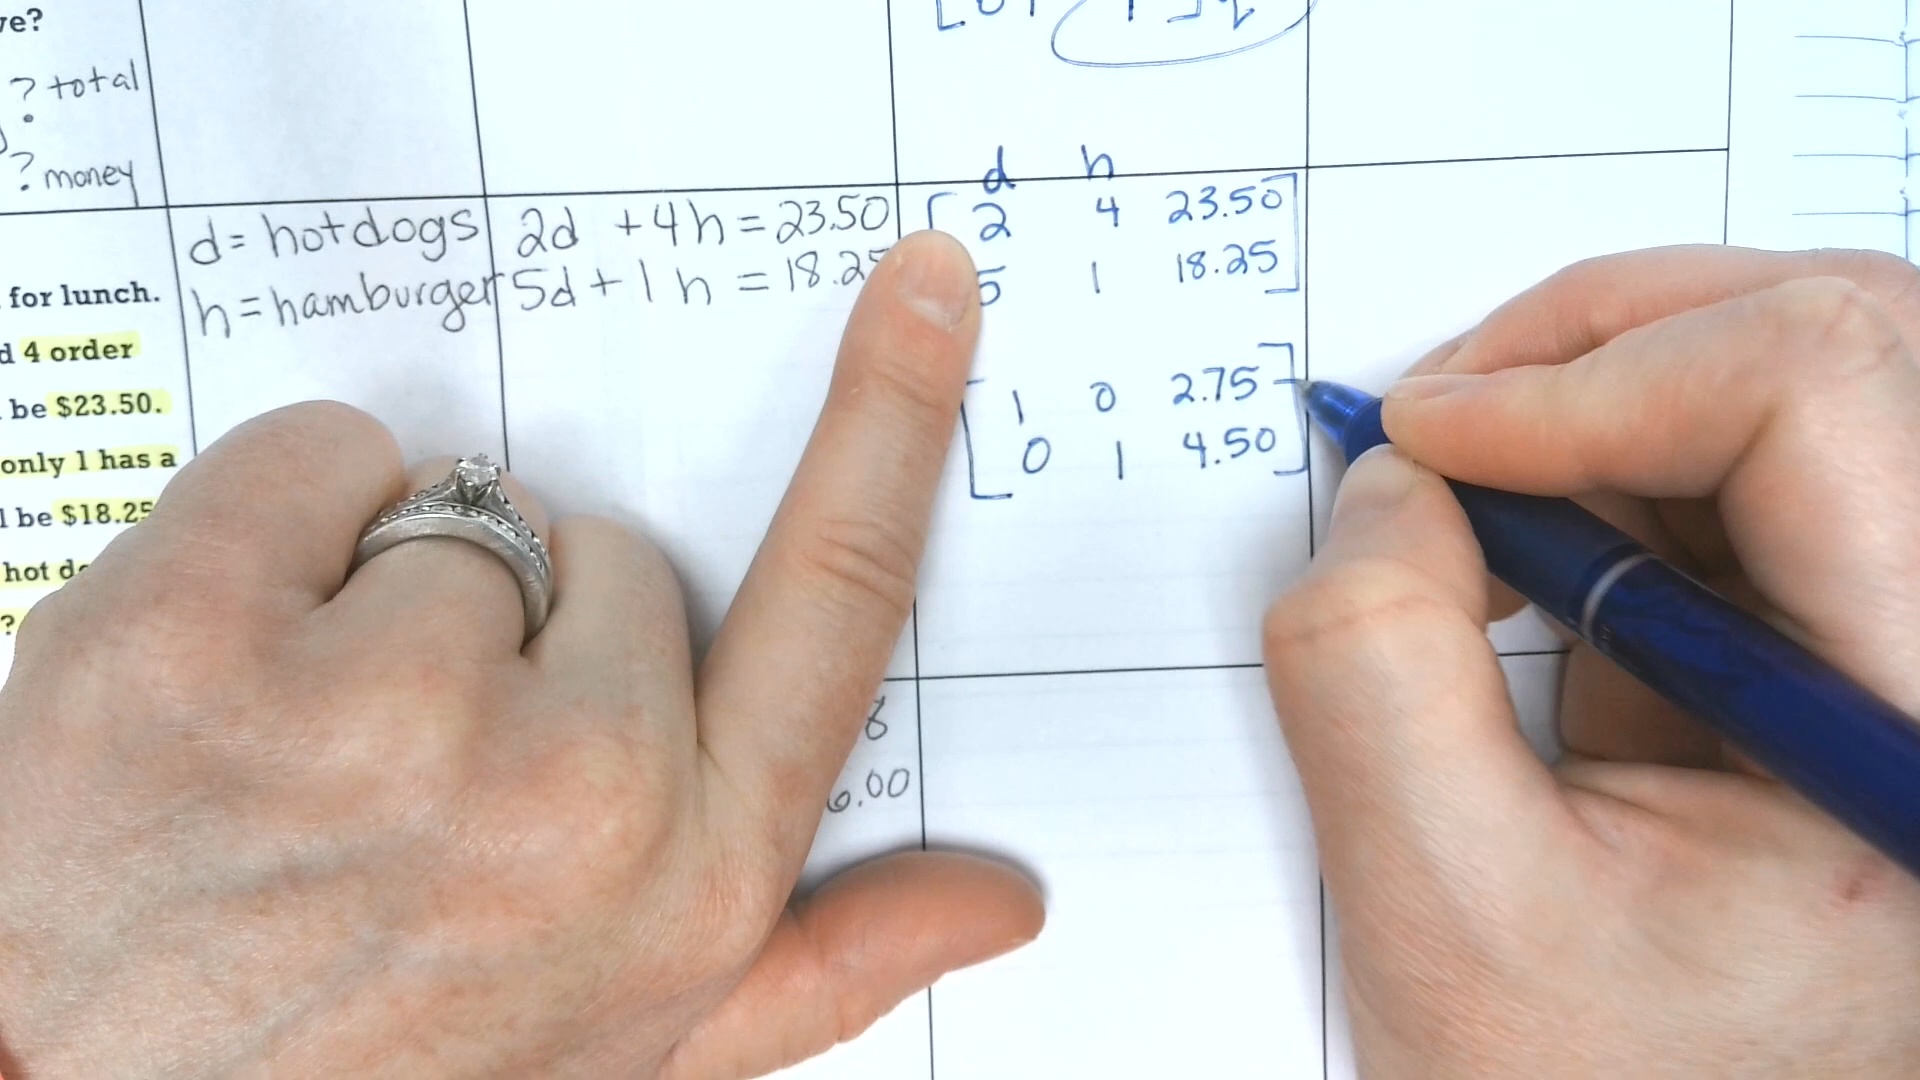 ? total
? money
for lunch.
4 order
be $23.50.
only 1 has a
be $18.25
hot
?
d = hotdogs
h = hamburger
2d + 4h = 23.50
5d + 1h = 18.25
d h
2 4 23.50
5 1 18.25
1 0 2.75
0 1 4.50
8
6.00